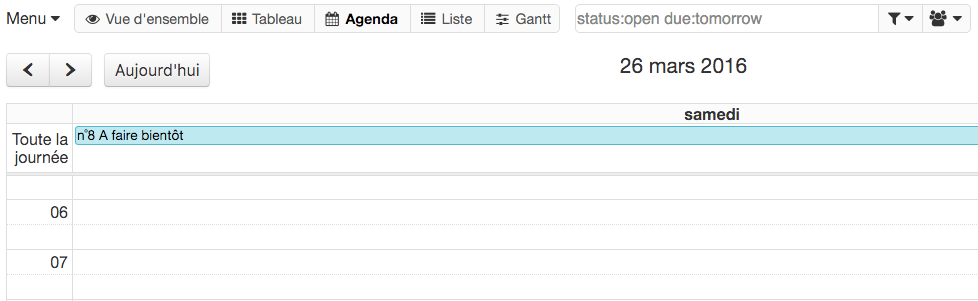 Menu Vue d'ensemble Tableau Agenda Liste Gantt status:open due:tomorrow
Aujourd'hui 26 mars 2016
samedi
Toute la journée
n°8 A faire bientôt
06
07